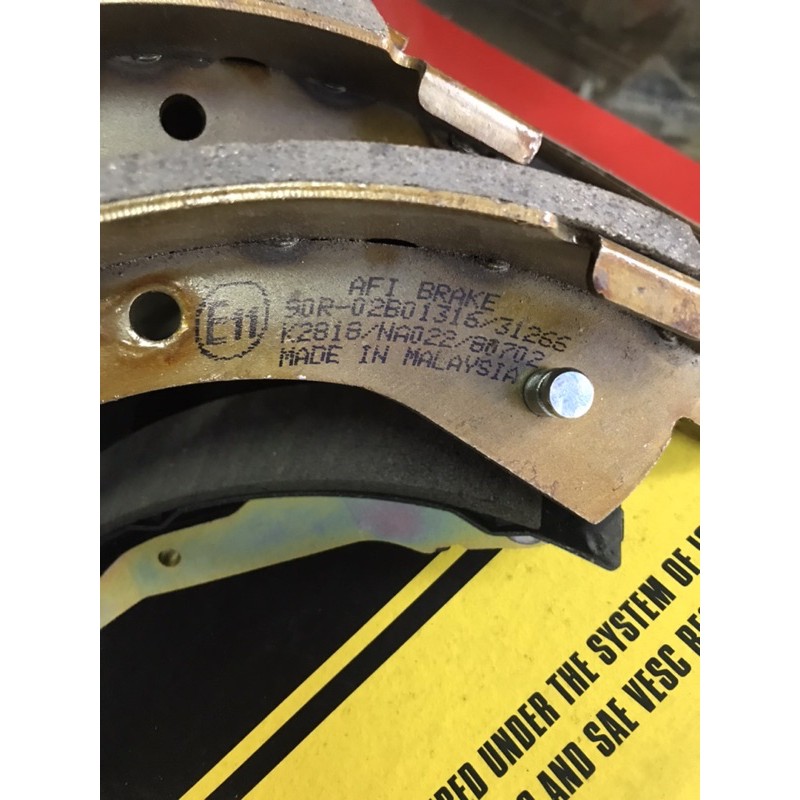 AFI BRAKE
E11
90R-02B01316/31266
K2818/NA022/80702
MADE IN MALAYSIA
UNDER THE SYSTEM OF
AND SAE VESC